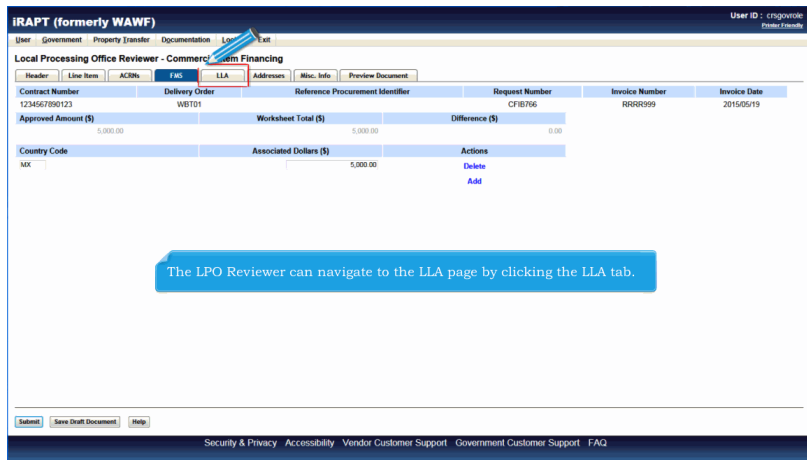 iRAPT (formerly WAWF)
User ID : crsgovrole
Printer Friendly
User Government Property Transfer Documentation Exit
Local Processing Office Reviewer - Commercial Item Financing
Header Line Item ACRNs FMS LLA Addresses Misc. Info Preview Document
Contract Number Delivery Order Reference Procurement Identifier Request Number Invoice Number Invoice Date
1234567890123 WBT01 CFIB766 RRRR999 2015/05/19
Approved Amount ($) Worksheet Total ($) Difference ($)
5,000.00 5,000.00 0.00
Country Code Associated Dollars ($) Actions
MX 5,000.00 Delete
Add
The LPO Reviewer can navigate to the LLA page by clicking the LLA tab.
Submit Save Draft Document Help
Security & Privacy Accessibility Vendor Customer Support Government Customer Support FAQ